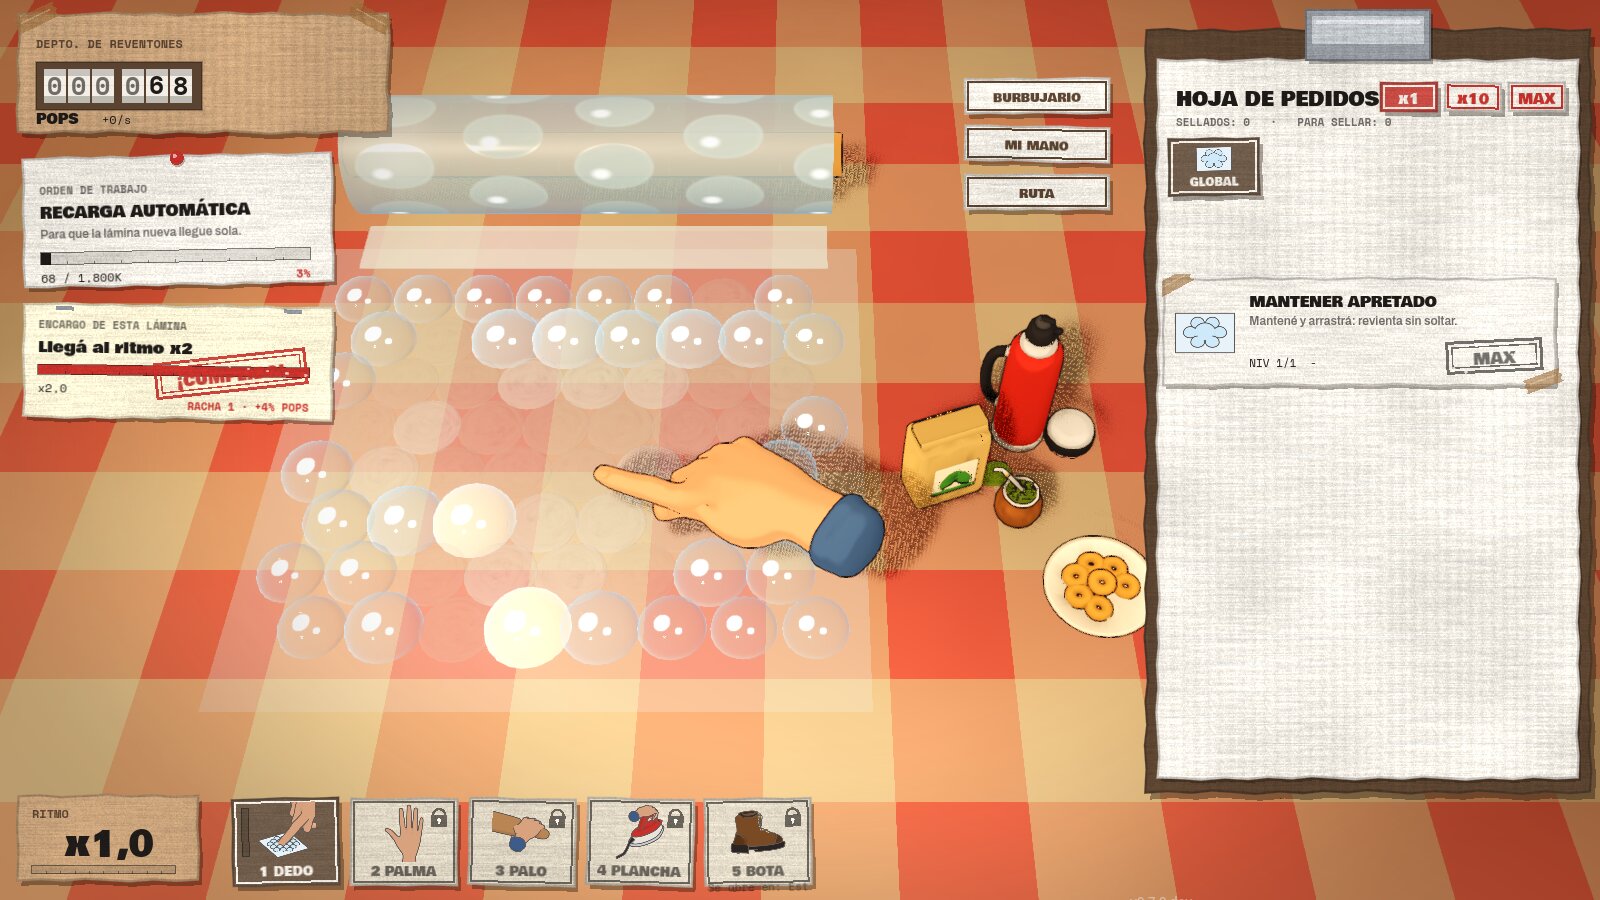 DEPTO. DE REVENTONES
000 068
POPS +0/s
ORDEN DE TRABAJO
RECARGA AUTOMÁTICA
Para que la lámina nueva llegue sola.
68 / 1.800K 3%
ENCARGO DE ESTA LÁMINA
Llegá al ritmo x2
x2.0
RACHA 1 · +4% POPS
BURBUJARIO
MI MANO
RUTA
HOJA DE PEDIDOS x1 x10 MAX
SELLADOS: 0 · PARA SELLAR: 0
GLOBAL
MANTENER APRETADO
Mantené y arrastrá: revienta sin soltar.
NIV 1/1 - MAX
RITMO
x1,0
1 DEDO
2 PALMA
3 PALO
4 PLANCHA
5 BOTA